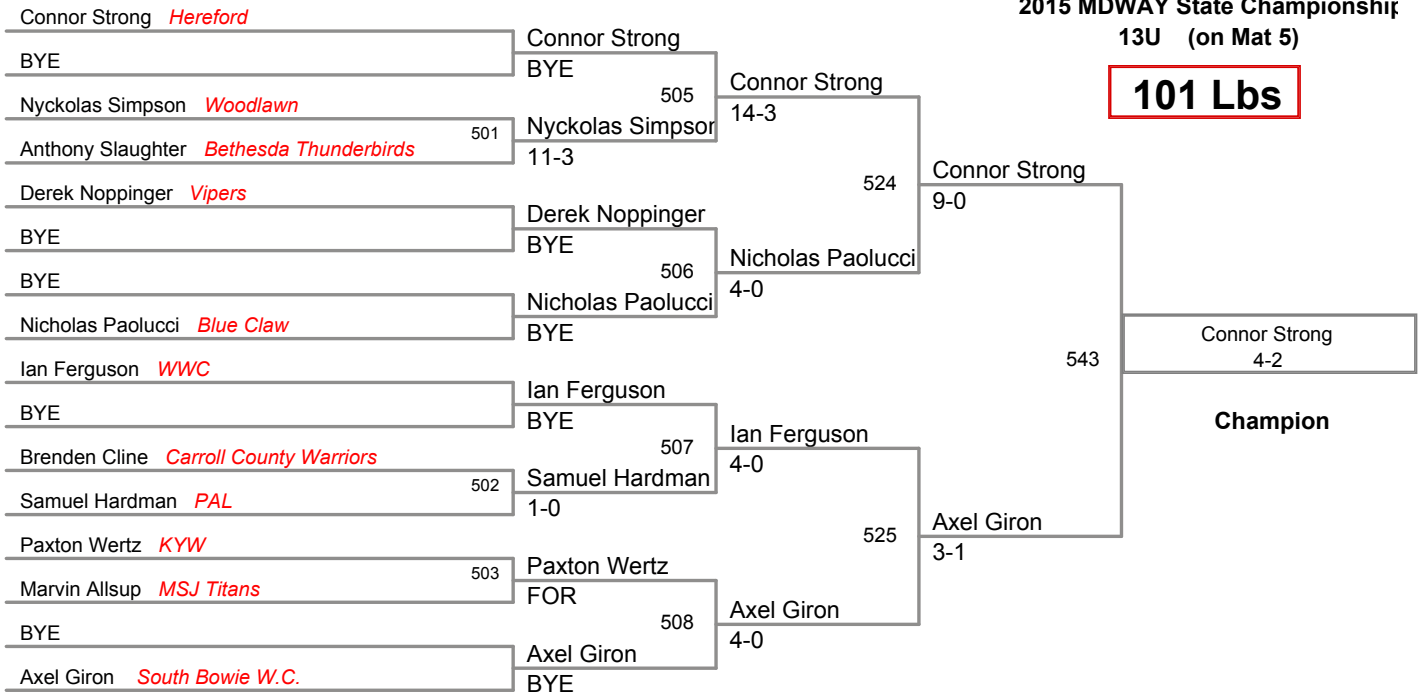 2015 MDWAY State Championship
13U (on Mat 5)
101 Lbs
Connor Strong Hereford
BYE
Nyckolas Simpson Woodlawn
Anthony Slaughter Bethesda Thunderbirds
Derek Noppinger Vipers
BYE
BYE
Nicholas Paolucci Blue Claw
Ian Ferguson WWC
BYE
Brenden Cline Carroll County Warriors
Samuel Hardman PAL
Paxton Wertz KYW
Marvin Allsup MSJ Titans
BYE
Axel Giron South Bowie W.C.
501
502
503
Connor Strong
BYE
Nyckolas Simpson
11-3
Derek Noppinger
BYE
Nicholas Paolucci
BYE
Ian Ferguson
BYE
Samuel Hardman
1-0
Paxton Wertz
FOR
Axel Giron
BYE
505
506
507
508
Connor Strong
14-3
Nicholas Paolucci
4-0
Ian Ferguson
4-0
Axel Giron
4-0
524
525
Connor Strong
9-0
Axel Giron
3-1
543
Connor Strong
4-2
Champion